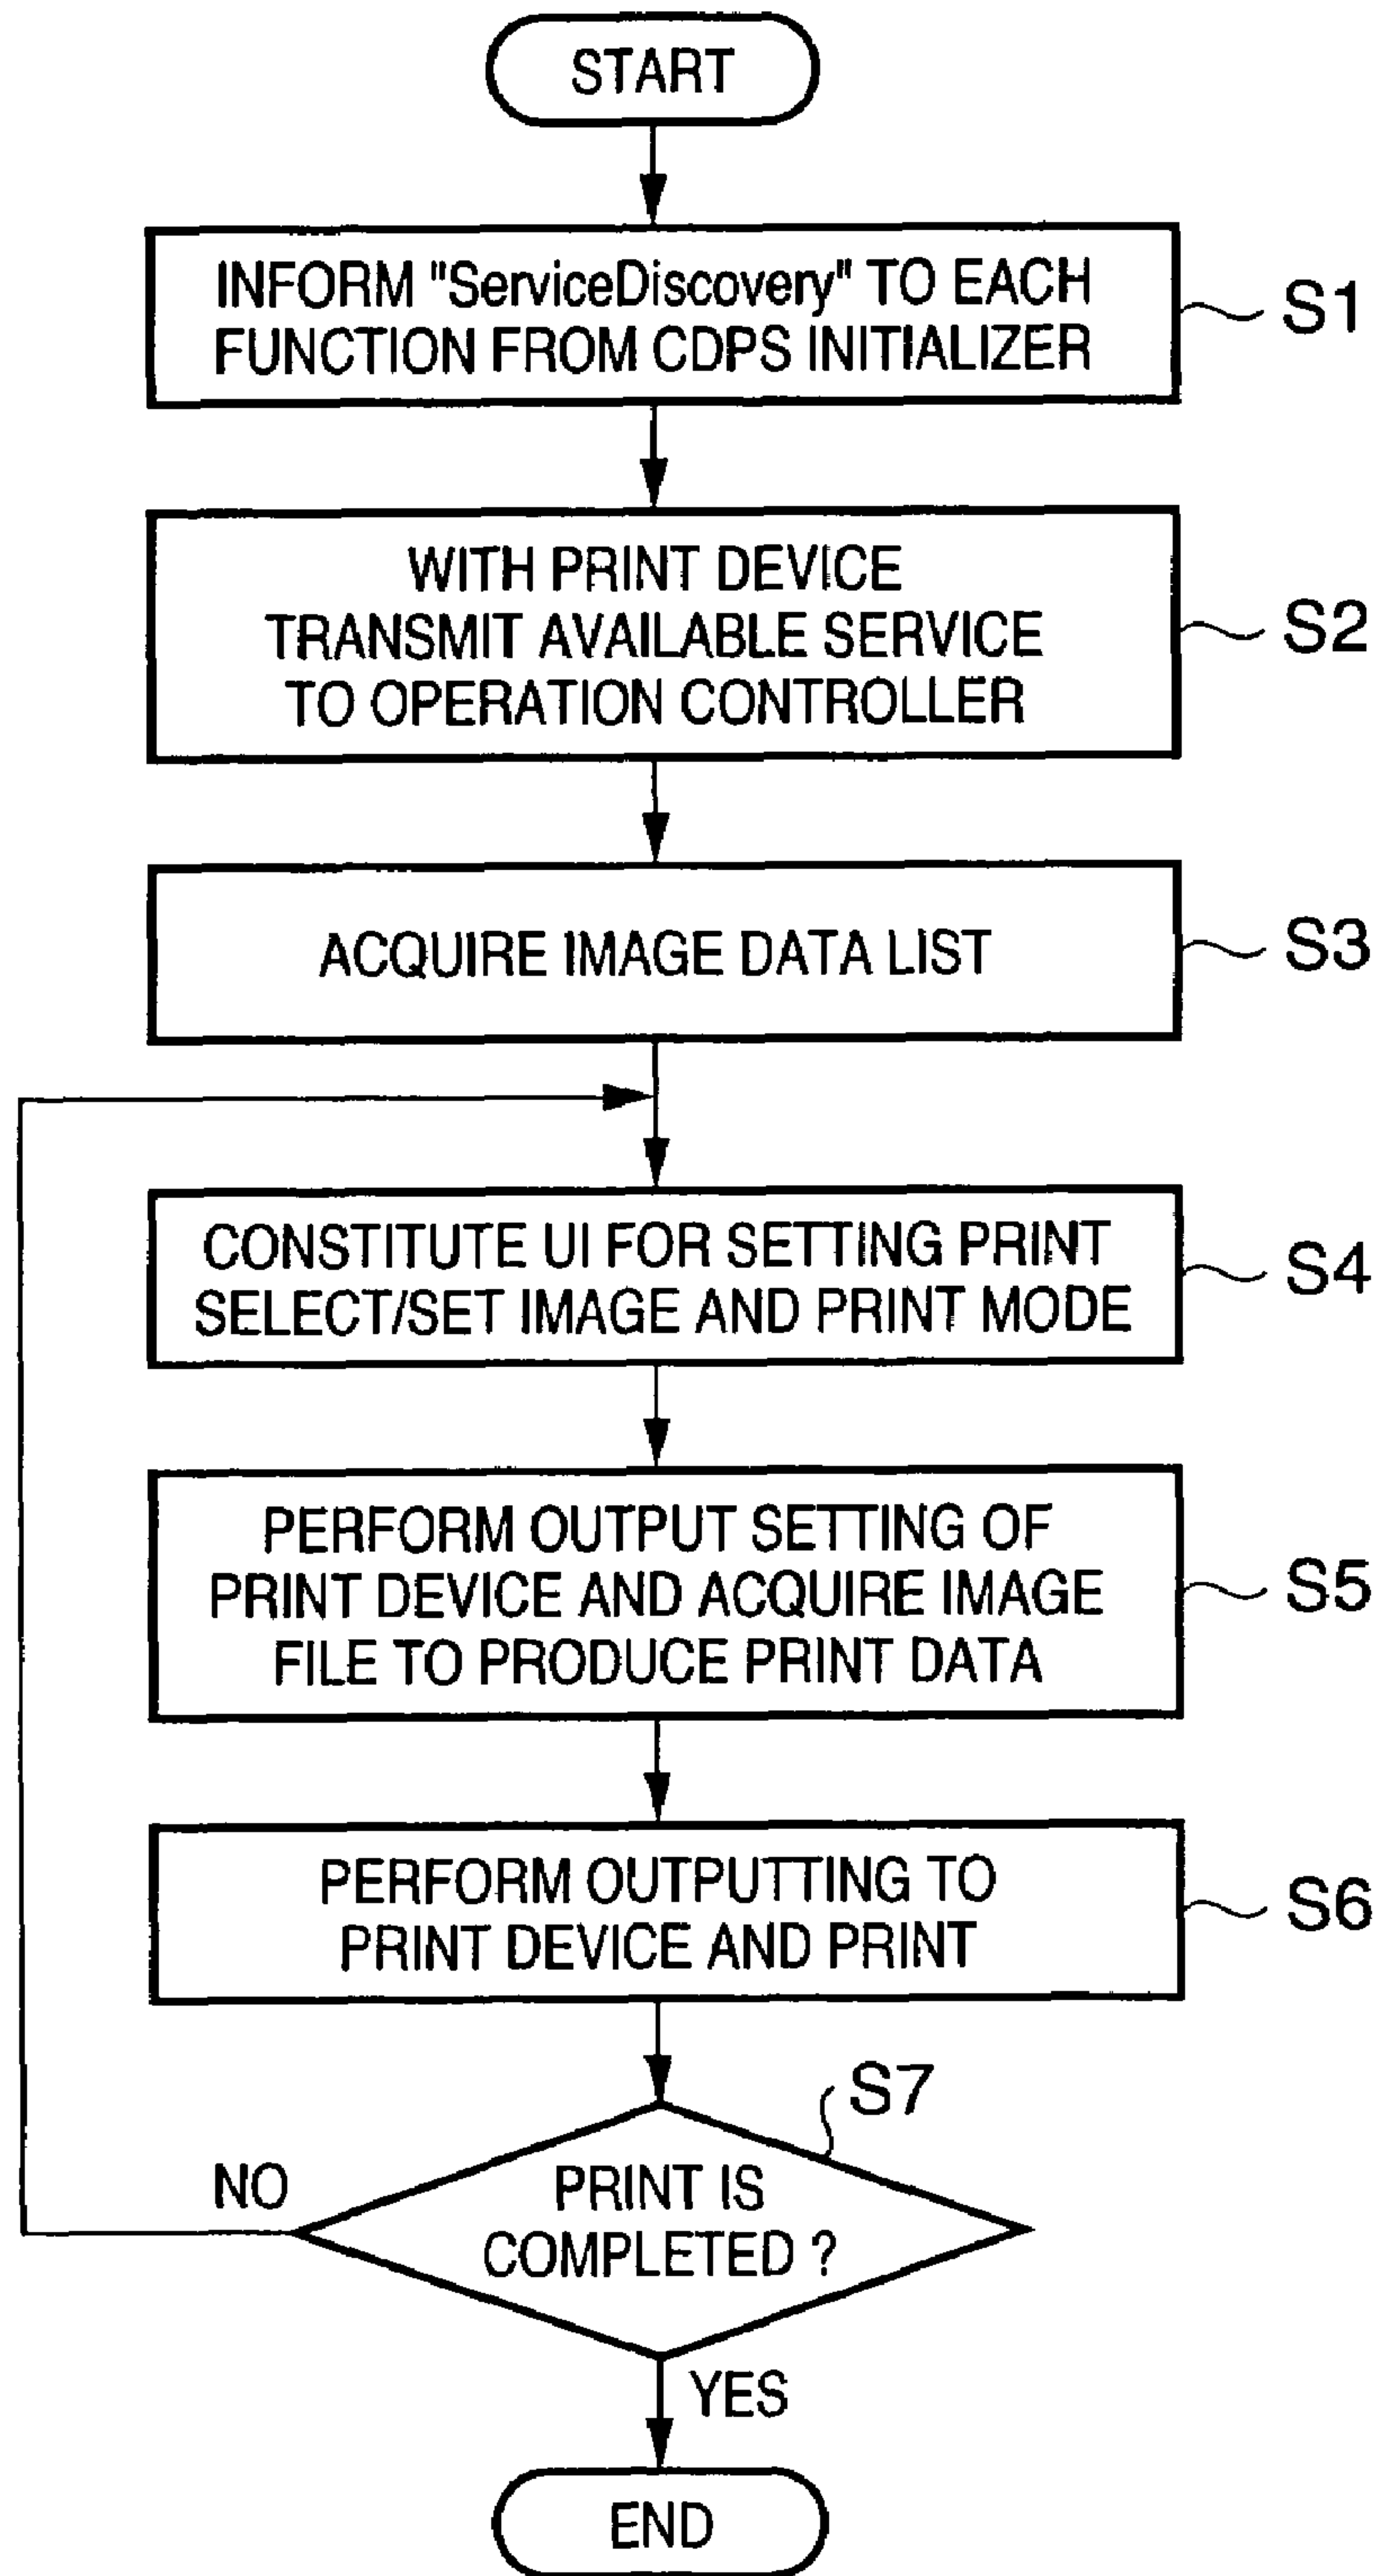 START
INFORM "ServiceDiscovery" TO EACH
FUNCTION FROM CDPS INITIALIZER
S1
WITH PRINT DEVICE
TRANSMIT AVAILABLE SERVICE
TO OPERATION CONTROLLER
S2
ACQUIRE IMAGE DATA LIST
S3
CONSTITUTE UI FOR SETTING PRINT
SELECT/SET IMAGE AND PRINT MODE
S4
PERFORM OUTPUT SETTING OF
PRINT DEVICE AND ACQUIRE IMAGE
FILE TO PRODUCE PRINT DATA
S5
PERFORM OUTPUTTING TO
PRINT DEVICE AND PRINT
S6
S7
PRINT IS
COMPLETED ?
NO
YES
END